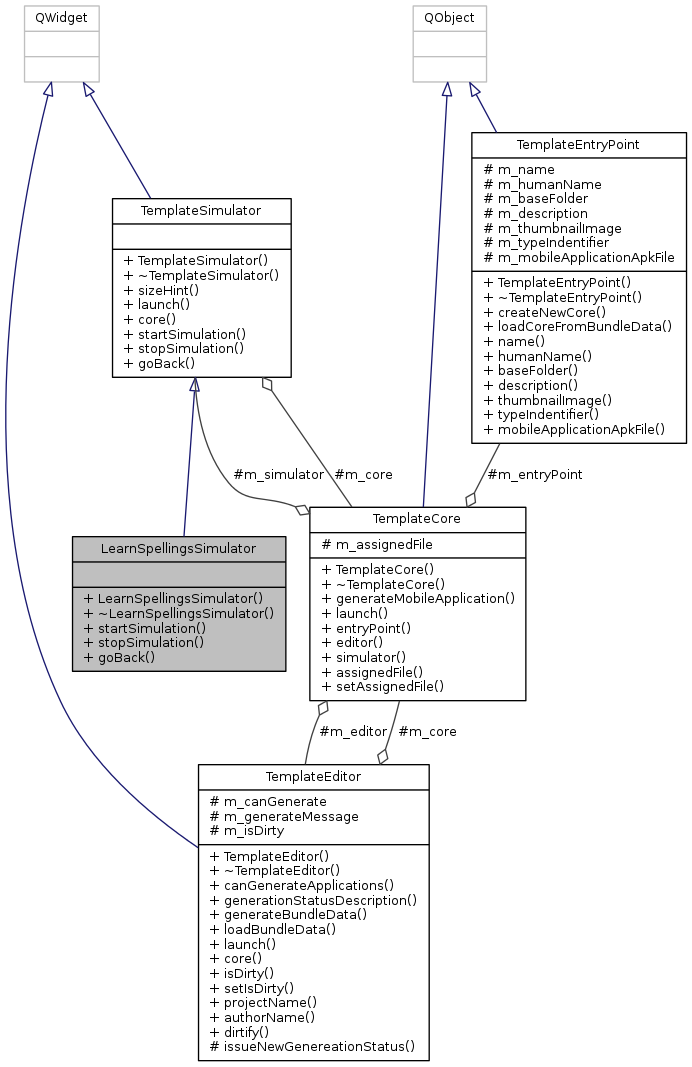 QWidget
QObject
TemplateEntryPoint
# m_name
# m_humanName
# m_baseFolder
# m_description
# m_thumbnailImage
# m_typeIndentifier
# m_mobileApplicationApkFile
+ TemplateEntryPoint()
+ ~TemplateEntryPoint()
+ createNewCore()
+ loadCoreFromBundleData()
+ name()
+ humanName()
+ baseFolder()
+ description()
+ thumbnailImage()
+ typeIndentifier()
+ mobileApplicationApkFile()
TemplateSimulator
+ TemplateSimulator()
+ ~TemplateSimulator()
+ sizeHint()
+ launch()
+ core()
+ startSimulation()
+ stopSimulation()
+ goBack()
#m_simulator
#m_core
#m_entryPoint
LearnSpellingsSimulator
+ LearnSpellingsSimulator()
+ ~LearnSpellingsSimulator()
+ startSimulation()
+ stopSimulation()
+ goBack()
TemplateCore
# m_assignedFile
+ TemplateCore()
+ ~TemplateCore()
+ generateMobileApplication()
+ launch()
+ entryPoint()
+ editor()
+ simulator()
+ assignedFile()
+ setAssignedFile()
#m_editor
#m_core
TemplateEditor
# m_canGenerate
# m_generateMessage
# m_isDirty
+ TemplateEditor()
+ ~TemplateEditor()
+ canGenerateApplications()
+ generationStatusDescription()
+ generateBundleData()
+ loadBundleData()
+ launch()
+ core()
+ isDirty()
+ setIsDirty()
+ projectName()
+ authorName()
+ dirtify()
# issueNewGenereationStatus()